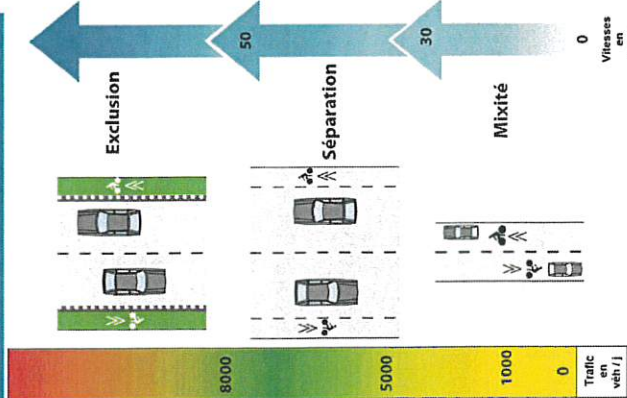 Exclusion
50
8000
Séparation
30
5000
Mixité
1000
0
0
Trafic
en
véh / j
Vitesses
en